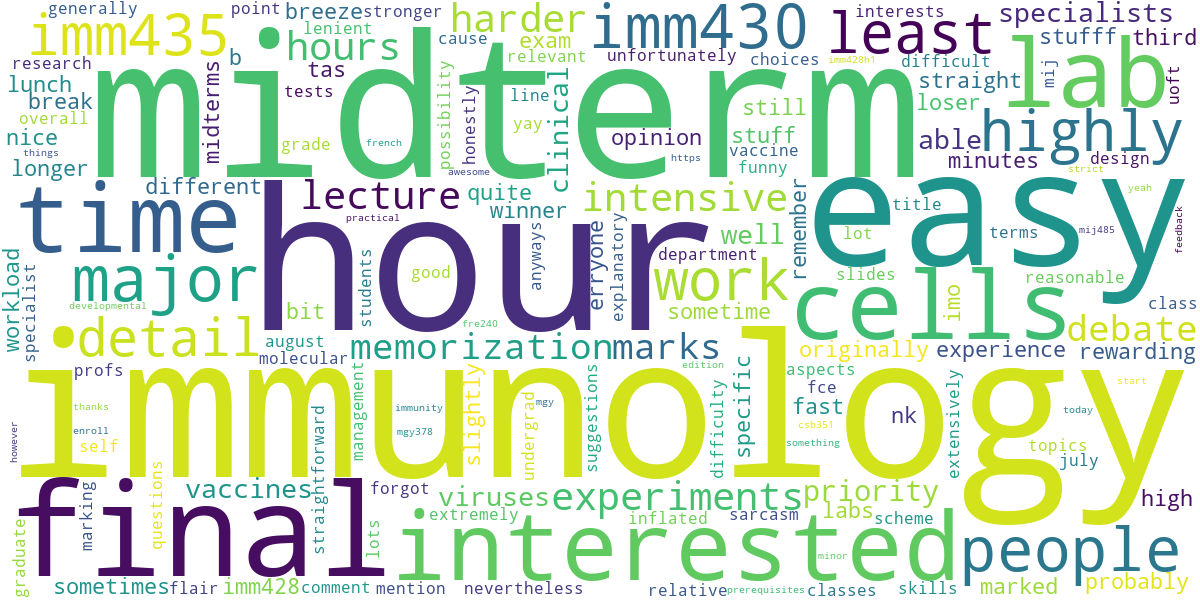 generally
point
breeze
stronger
harder
imm430
least
interests
specialists
imm435
lenient
cause
exam
stufff
third
hours
relevant
unfortunately
choices
imm428h1
difficult
research
b
midterm
lab
tas
lunch
tests
midterms
possibility
honestly
line
clinical
still
straight
mij
uoft
break
loser
highly
overall
yay
opinion
stuff
able
nice
grade
french
vaccine
minutes
design
things
longer
awesome
https
funny
strict
time
different
lecture
quite
intensive
remember
easy
yeah
hour
winner
title
practical
erryone
explanatory
well
lot
terms
mij485
feedback
workload
specialist
major
students
good
anyways
department
work
slides
reasonable
cells
imo
developmental
bit
fre240
sometime
class
detail
august
molecular
memorization
marks
originally
experience
debate
rewarding
profs
management
slightly
edition
aspects
specific
fce
start
immunology
thanks
immunity
mgy
undergrad
suggestions
difficulty
fast
nk
extensively
today
however
enroll
self
straightforward
mgy378
something
csb351
topics
july
questions
marking
final
vaccines
forgot
viruses
experiments
priority
high
graduate
lots
extremely
inflated
sarcasm
labs
scheme
interested
minor
people
sometimes
flair
imm428
comment
mention
nevertheless
relative
prerequisites
classes
skills
marked
probably